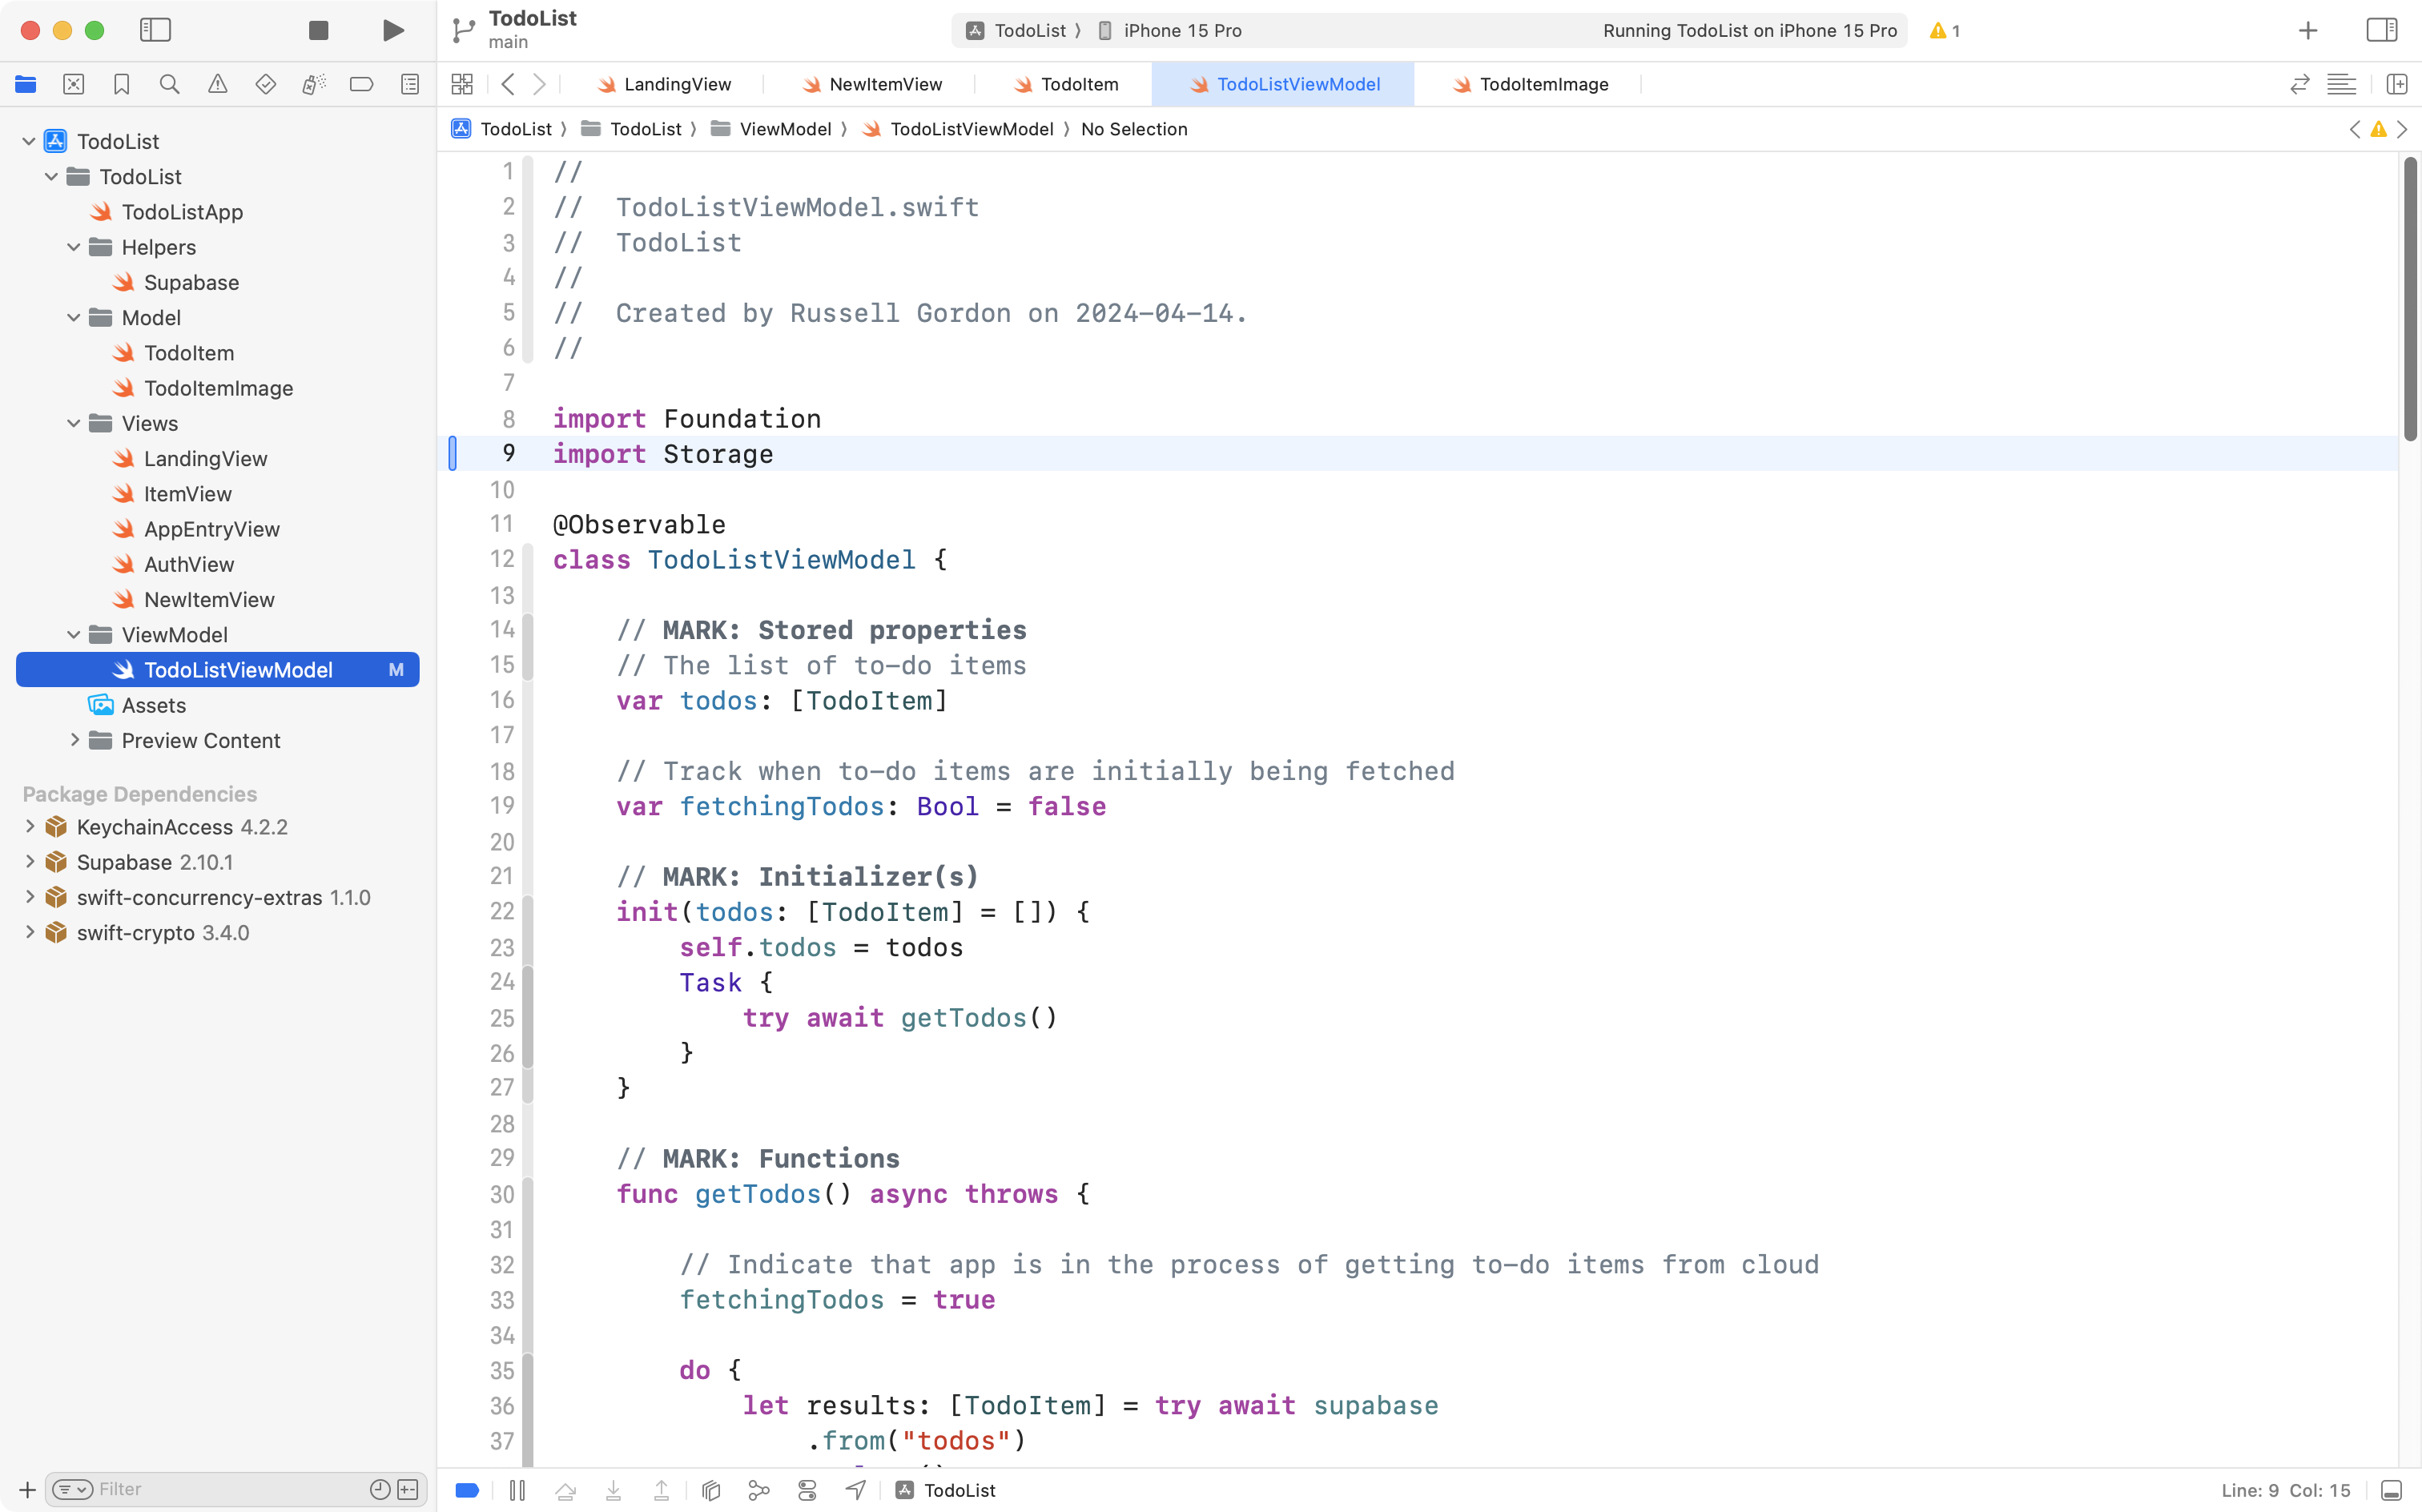 TodoList
main
TodoList 〉 iPhone 15 Pro
Running TodoList on iPhone 15 Pro
1
LandingView
NewItemView
TodoItem
TodoListViewModel
TodoItemImage
TodoList 〉 TodoList 〉 ViewModel 〉 TodoListViewModel 〉 No Selection
TodoList
TodoList
TodoListApp
Helpers
Supabase
Model
TodoItem
TodoItemImage
Views
LandingView
ItemView
AppEntryView
AuthView
NewItemView
ViewModel
TodoListViewModel M
Assets
Preview Content
Package Dependencies
KeychainAccess 4.2.2
Supabase 2.10.1
swift-concurrency-extras 1.1.0
swift-crypto 3.4.0
Filter
1 //
2 //  TodoListViewModel.swift
3 //  TodoList
4 //
5 //  Created by Russell Gordon on 2024-04-14.
6 //
7
8 import Foundation
9 import Storage
10
11 @Observable
12 class TodoListViewModel {
13
14     // MARK: Stored properties
15     // The list of to-do items
16     var todos: [TodoItem]
17
18     // Track when to-do items are initially being fetched
19     var fetchingTodos: Bool = false
20
21     // MARK: Initializer(s)
22     init(todos: [TodoItem] = []) {
23         self.todos = todos
24         Task {
25             try await getTodos()
26         }
27     }
28
29     // MARK: Functions
30     func getTodos() async throws {
31
32         // Indicate that app is in the process of getting to-do items from cloud
33         fetchingTodos = true
34
35         do {
36             let results: [TodoItem] = try await supabase
37                 .from("todos")
TodoList
Line: 9 Col: 15